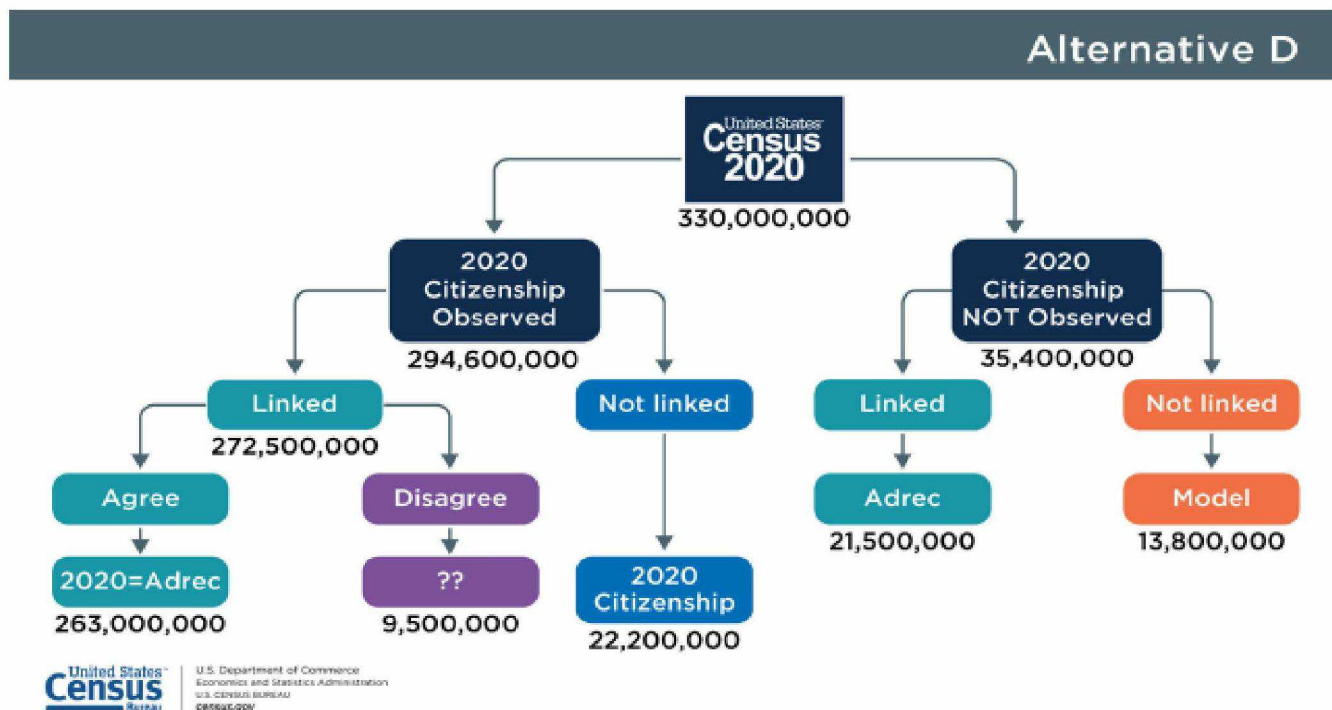 Alternative D
United States
Census
2020
330,000,000
2020
Citizenship
Observed
294,600,000
2020
Citizenship
NOT Observed
35,400,000
Linked
272,500,000
Not linked
Linked
Not linked
Agree
Disagree
Adrec
21,500,000
Model
13,800,000
2020=Adrec
263,000,000
??
9,500,000
2020
Citizenship
22,200,000
United States
Census
Bureau
U.S. Department of Commerce
Economics and Statistics Administration
U.S. CENSUS BUREAU
census.gov